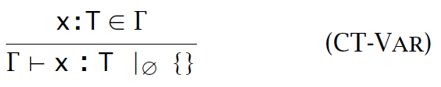 x:T ∈ Γ
(CT-VAR)
Γ ⊢ x : T |∅ {}